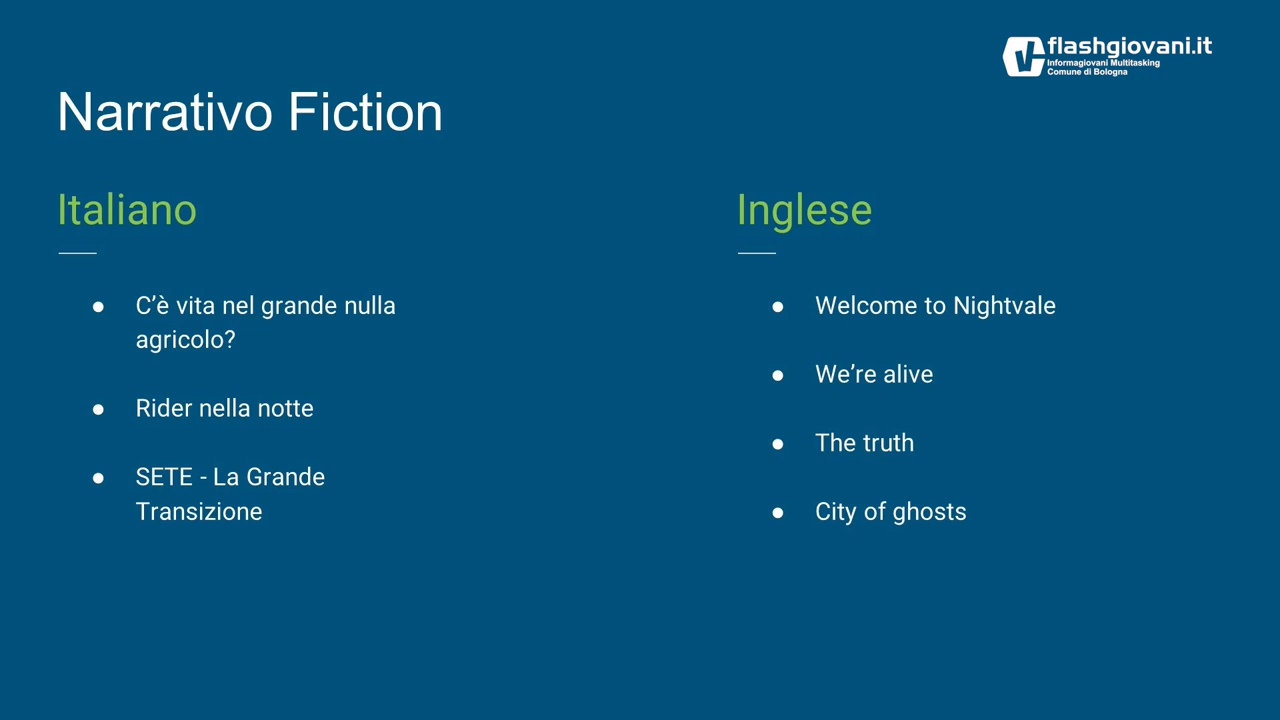 flashgiovani.it
Informagiovani Multitasking
Comune di Bologna
Narrativo Fiction
Italiano
● C’è vita nel grande nulla
agricolo?
● Rider nella notte
● SETE - La Grande
Transizione
Inglese
● Welcome to Nightvale
● We’re alive
● The truth
● City of ghosts